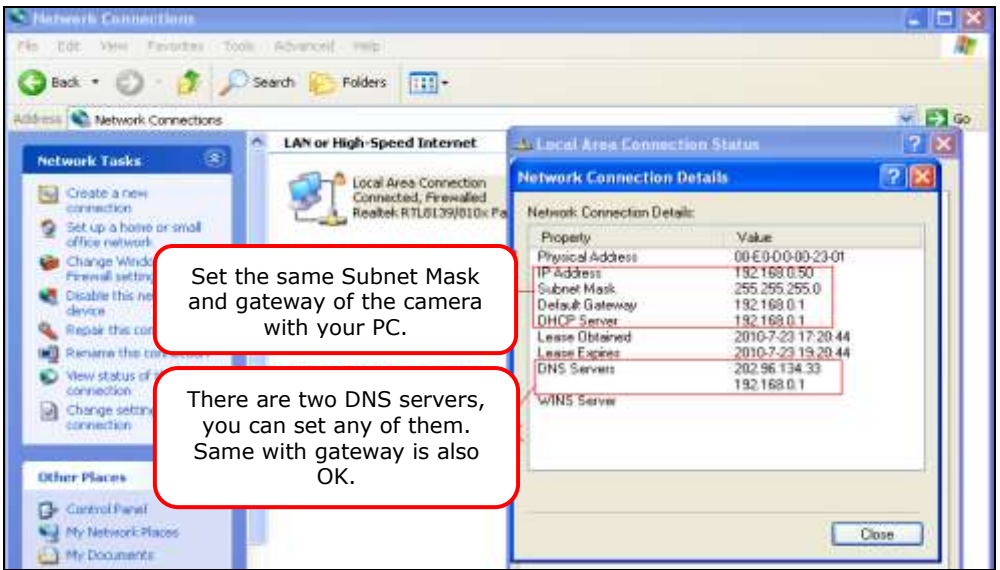 Network Connections
File Edit View Favorites Tools Advanced Help
Back Search Folders
Address Network Connections Go
Network Tasks
Create a new
connection
Set up a home or small
office network
Change Windo
Firewall setting
Disable this ne
device
Repair this con
Rename this connection
View status of t
connection
Change settin
connection
Other Places
Control Panel
My Network Places
My Documents
LAN or High-Speed Internet
Local Area Connection
Connected, Firewalled
Realtek RTL8139/810x Fa
Set the same Subnet Mask
and gateway of the camera
with your PC.
There are two DNS servers,
you can set any of them.
Same with gateway is also
OK.
Local Area Connection Status
Network Connection Details
Network Connection Details:
Property Value
Physical Address 00-E0-D0-00-23-01
IP Address 192.168.0.50
Subnet Mask 255.255.255.0
Default Gateway 192.168.0.1
DHCP Server 192.168.0.1
Lease Obtained 2010-7-23 17:20:44
Lease Expires 2010-7-23 19:20:44
DNS Servers 202.96.134.33
192.168.0.1
WINS Server
Close